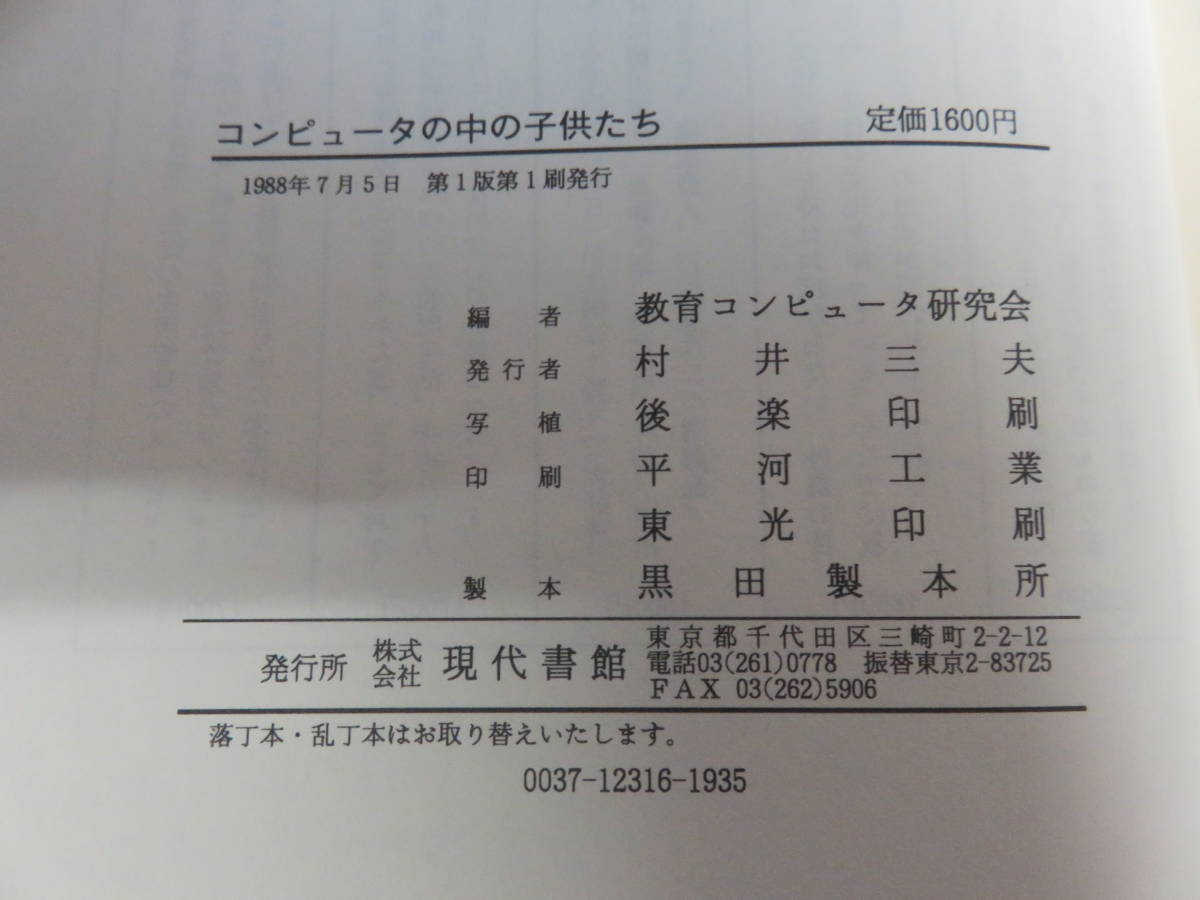 コンピュータの中の子供たち 定価1600円
1988年7月5日 第1版第1刷発行
編者 教育コンピュータ研究会
発行者 村井三夫
写植 後楽印刷
印刷 平河工業
東光印刷
製本 黒田製本所
発行所 株式会社 現代書館
東京都千代田区三崎町2-2-12
電話03(261)0778 振替東京2-83725
FAX 03(262)5906
落丁本・乱丁本はお取り替えいたします。
0037-12316-1935